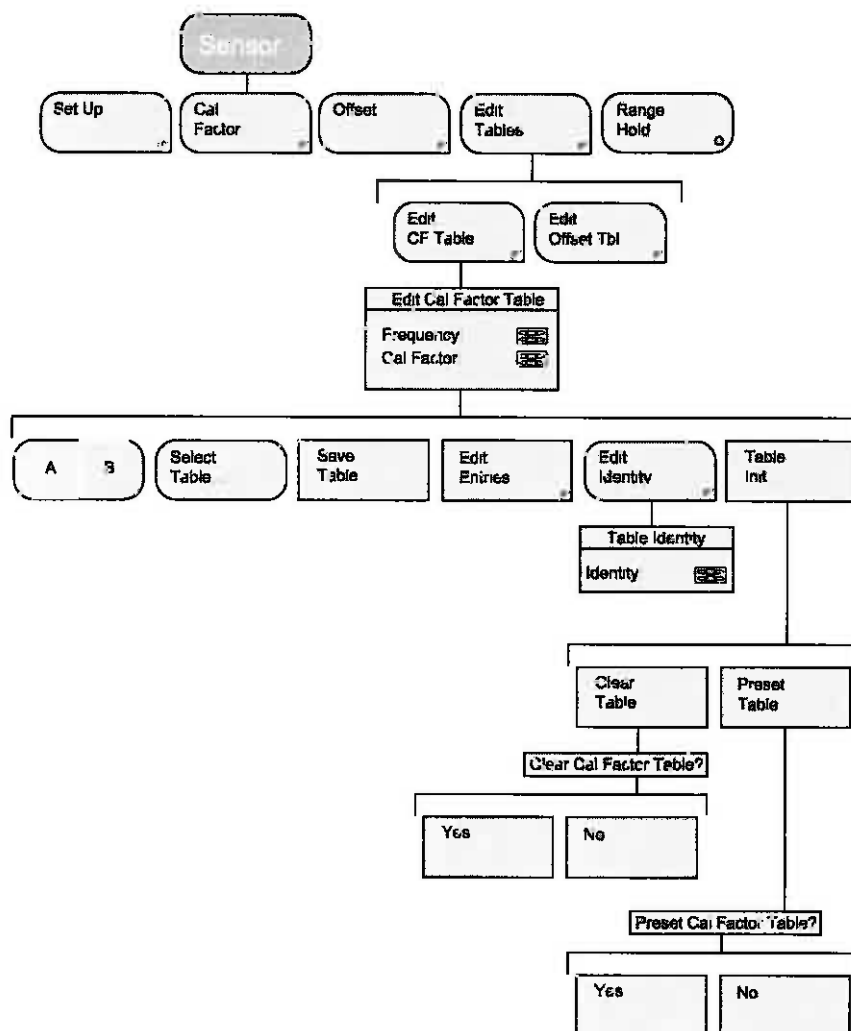 Sensor
Set Up
Cal
Factor
Offset
Edit
Tables
Range
Hold
Edit
CF Table
Edit
Offset Tbl
Edit Cal Factor Table
Frequency
Cal Factor
A B
Select
Table
Save
Table
Edit
Entries
Edit
Identity
Table
Init
Table Identity
Identity
Clear
Table
Preset
Table
Clear Cal Factor Table?
Yes
No
Preset Cal Factor Table?
Yes
No